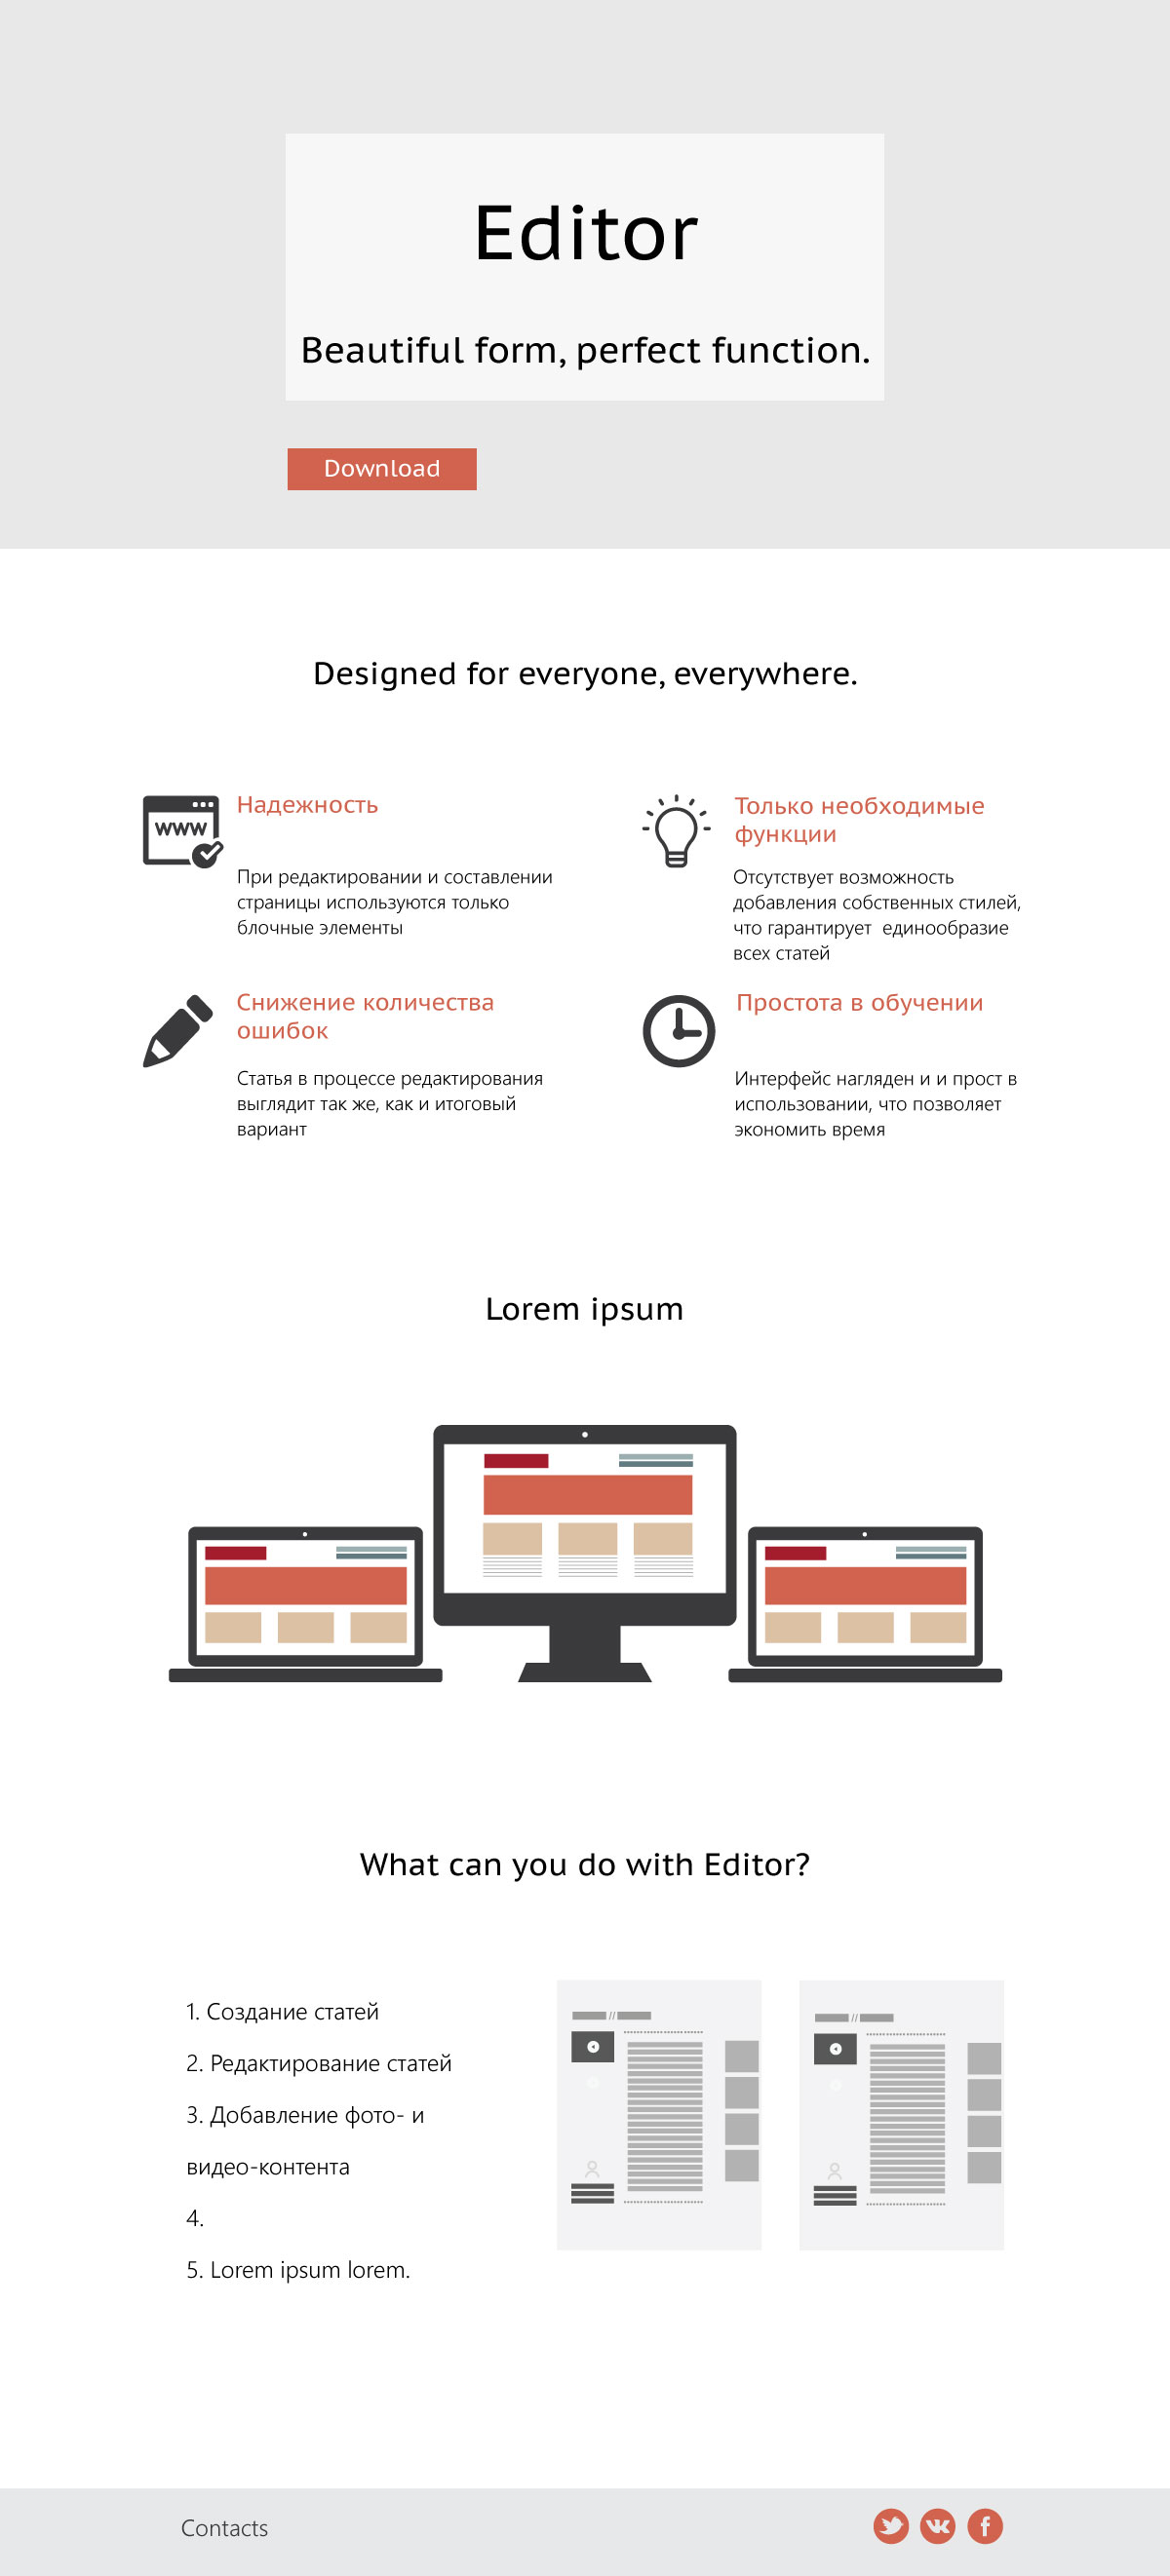 Editor
Beautiful form, perfect function.
Download
Designed for everyone, everywhere.
www
Надежность
При редактировании и составлении
страницы используются только
блочные элементы
Только необходимые
функции
Отсутствует возможность
добавления собственных стилей,
что гарантирует  единообразие
всех статей
Снижение количества
ошибок
Статья в процессе редактирования
выглядит так же, как и итоговый
вариант
Простота в обучении
Интерфейс нагляден и и прост в
использовании, что позволяет
экономить время
Lorem ipsum
What can you do with Editor?
1. Создание статей
2. Редактирование статей
3. Добавление фото- и
видео-контента
4.
5. Lorem ipsum lorem.
//
//
Contacts